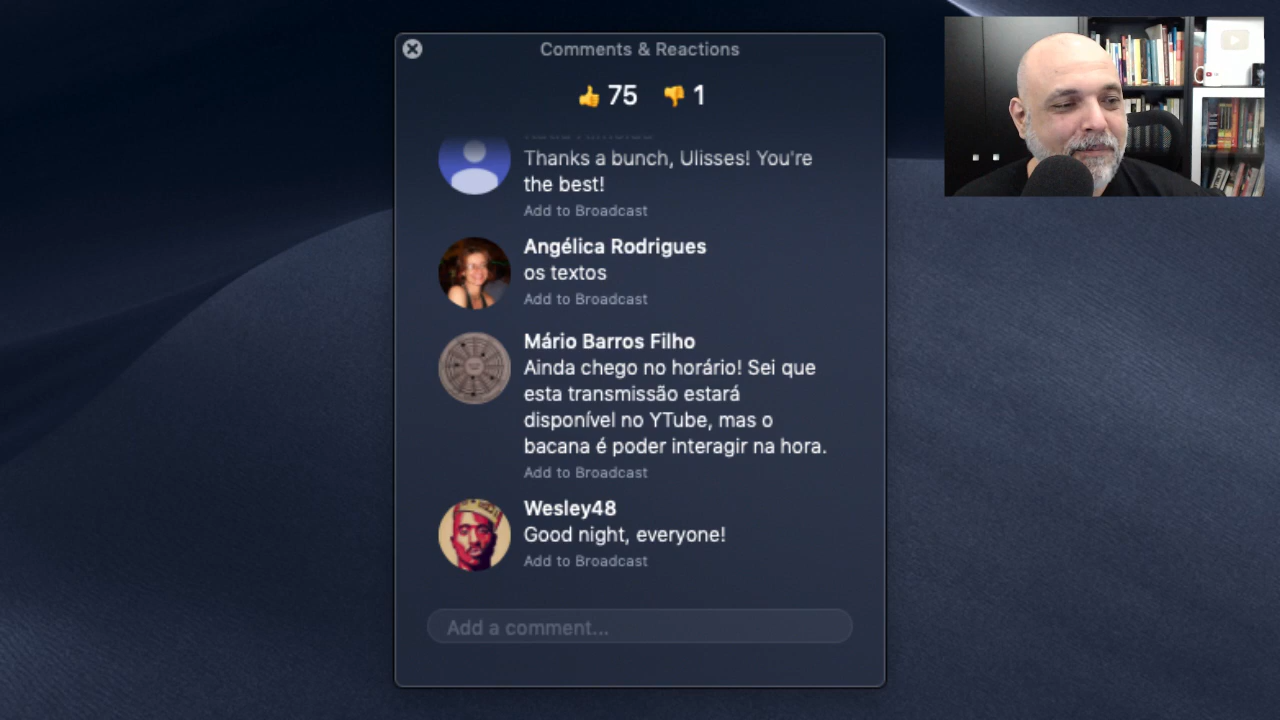 Comments & Reactions
👍 75 👎 1
Thanks a bunch, Ulisses! You're
the best!
Add to Broadcast
Angélica Rodrigues
os textos
Add to Broadcast
Mário Barros Filho
Ainda chego no horário! Sei que
esta transmissão estará
disponível no YTube, mas o
bacana é poder interagir na hora.
Add to Broadcast
Wesley48
Good night, everyone!
Add to Broadcast
Add a comment...